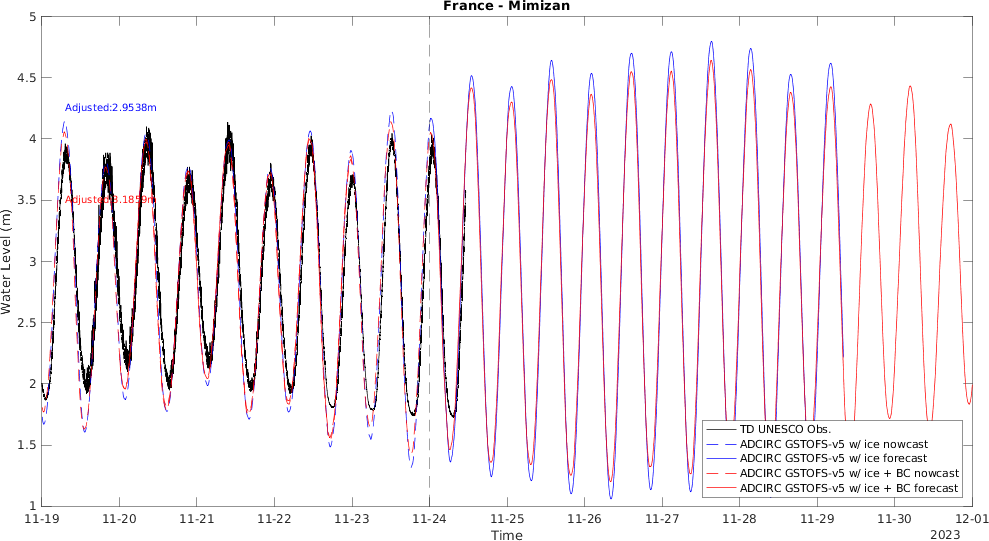 France - Mimizan
5
4.5
4
3.5
3
2.5
2
1.5
1
Water Level (m)
Adjusted:2.9538m
Adjusted:3.1859m
TD UNESCO Obs.
ADCIRC GSTOFS-v5 w/ ice nowcast
ADCIRC GSTOFS-v5 w/ ice forecast
ADCIRC GSTOFS-v5 w/ ice + BC nowcast
ADCIRC GSTOFS-v5 w/ ice + BC forecast
11-19 11-20 11-21 11-22 11-23 11-24 11-25 11-26 11-27 11-28 11-29 11-30 12-01
Time
2023